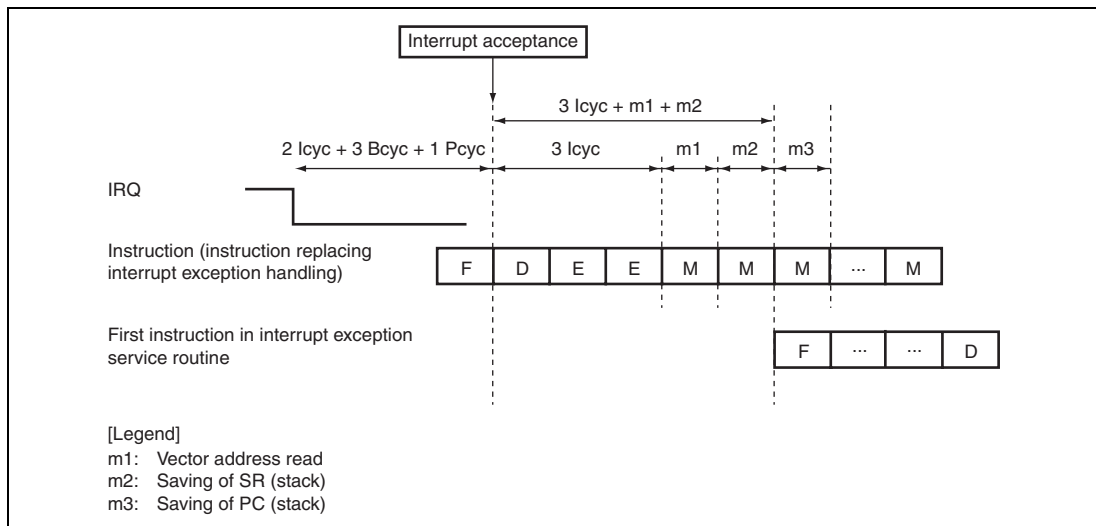 Interrupt acceptance
3 Icyc + m1 + m2
2 Icyc + 3 Bcyc + 1 Pcyc
3 Icyc
m1
m2
m3
IRQ
Instruction (instruction replacing
interrupt exception handling)
F D E E M M M ... M
First instruction in interrupt exception
service routine
F ... ... D
[Legend]
m1: Vector address read
m2: Saving of SR (stack)
m3: Saving of PC (stack)